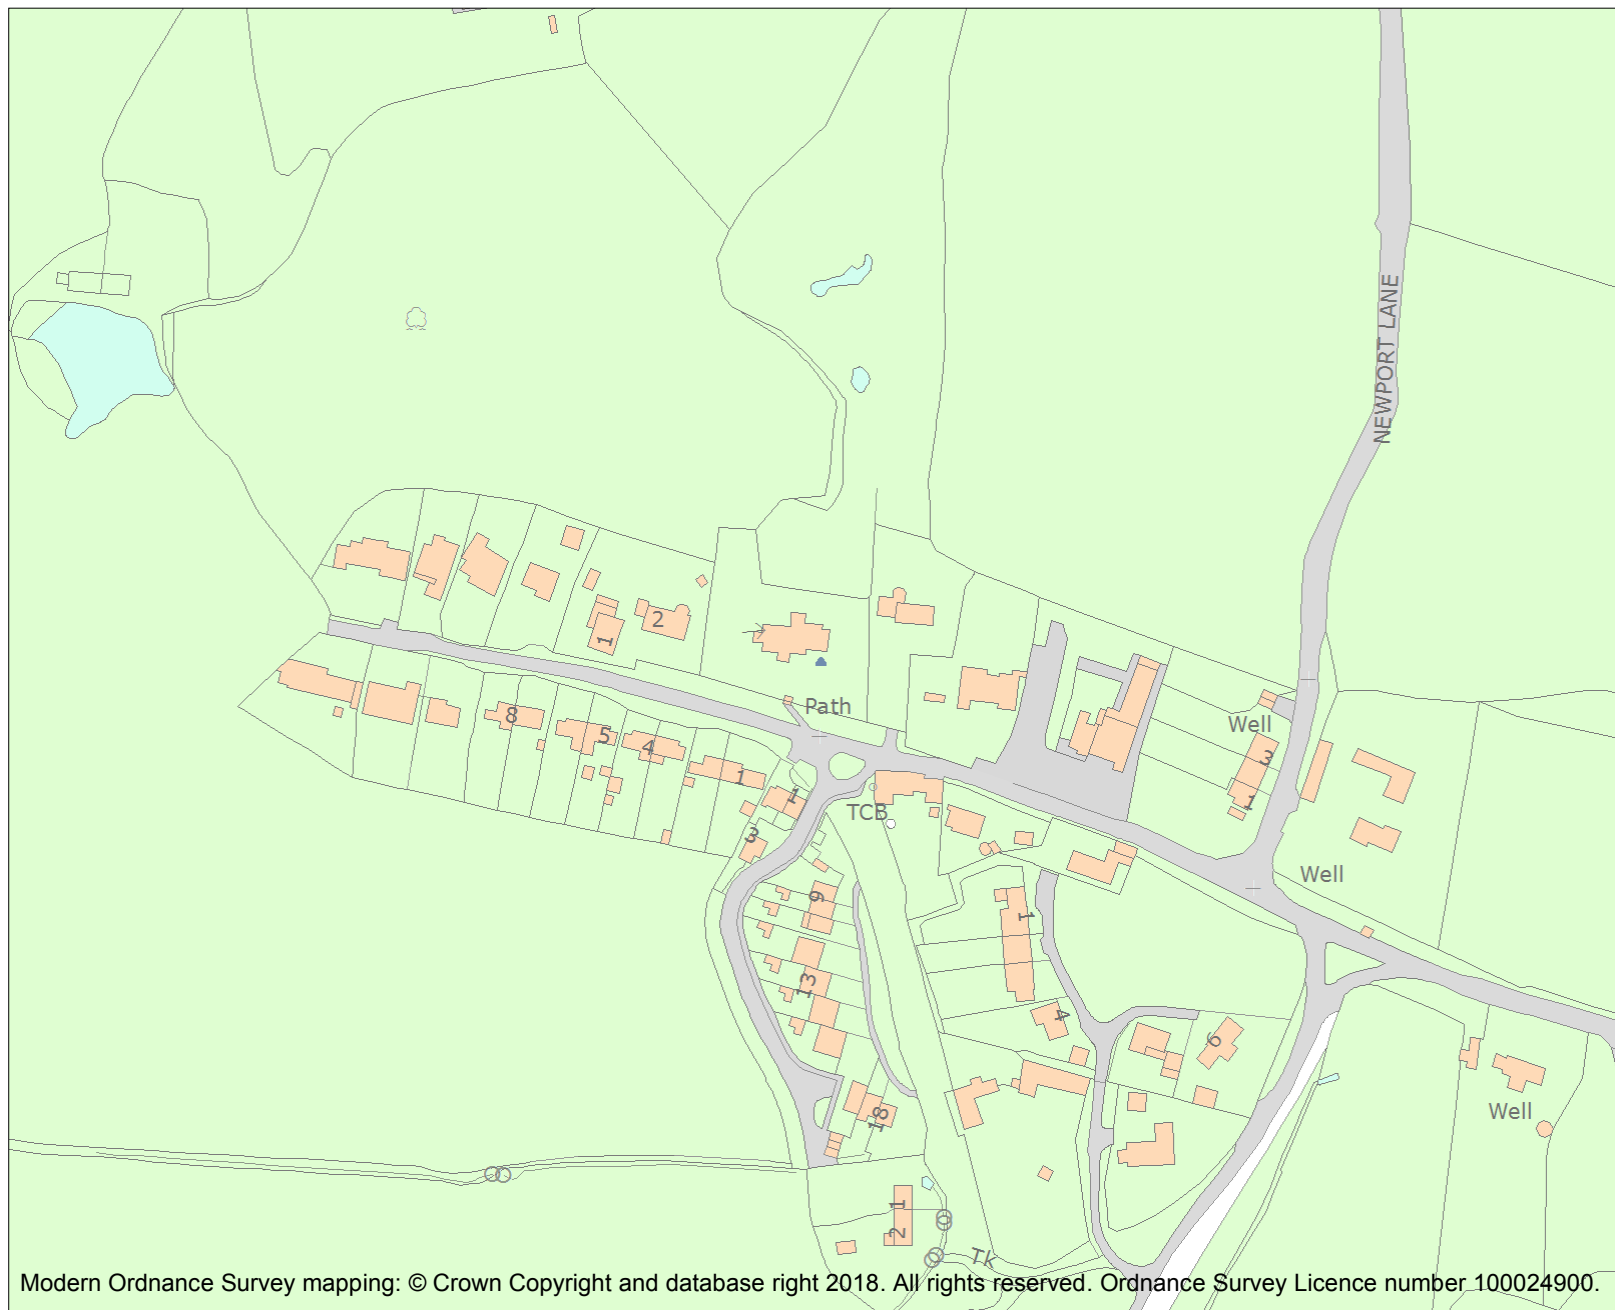 NEWPORT LANE
2
1
Path
8
5
4
1
Well
3
1
1
TCB
3
Well
9
1
13
4
6
18
Well
1
2
Tk
Modern Ordnance Survey mapping: © Crown Copyright and database right 2018. All rights reserved. Ordnance Survey Licence number 100024900.